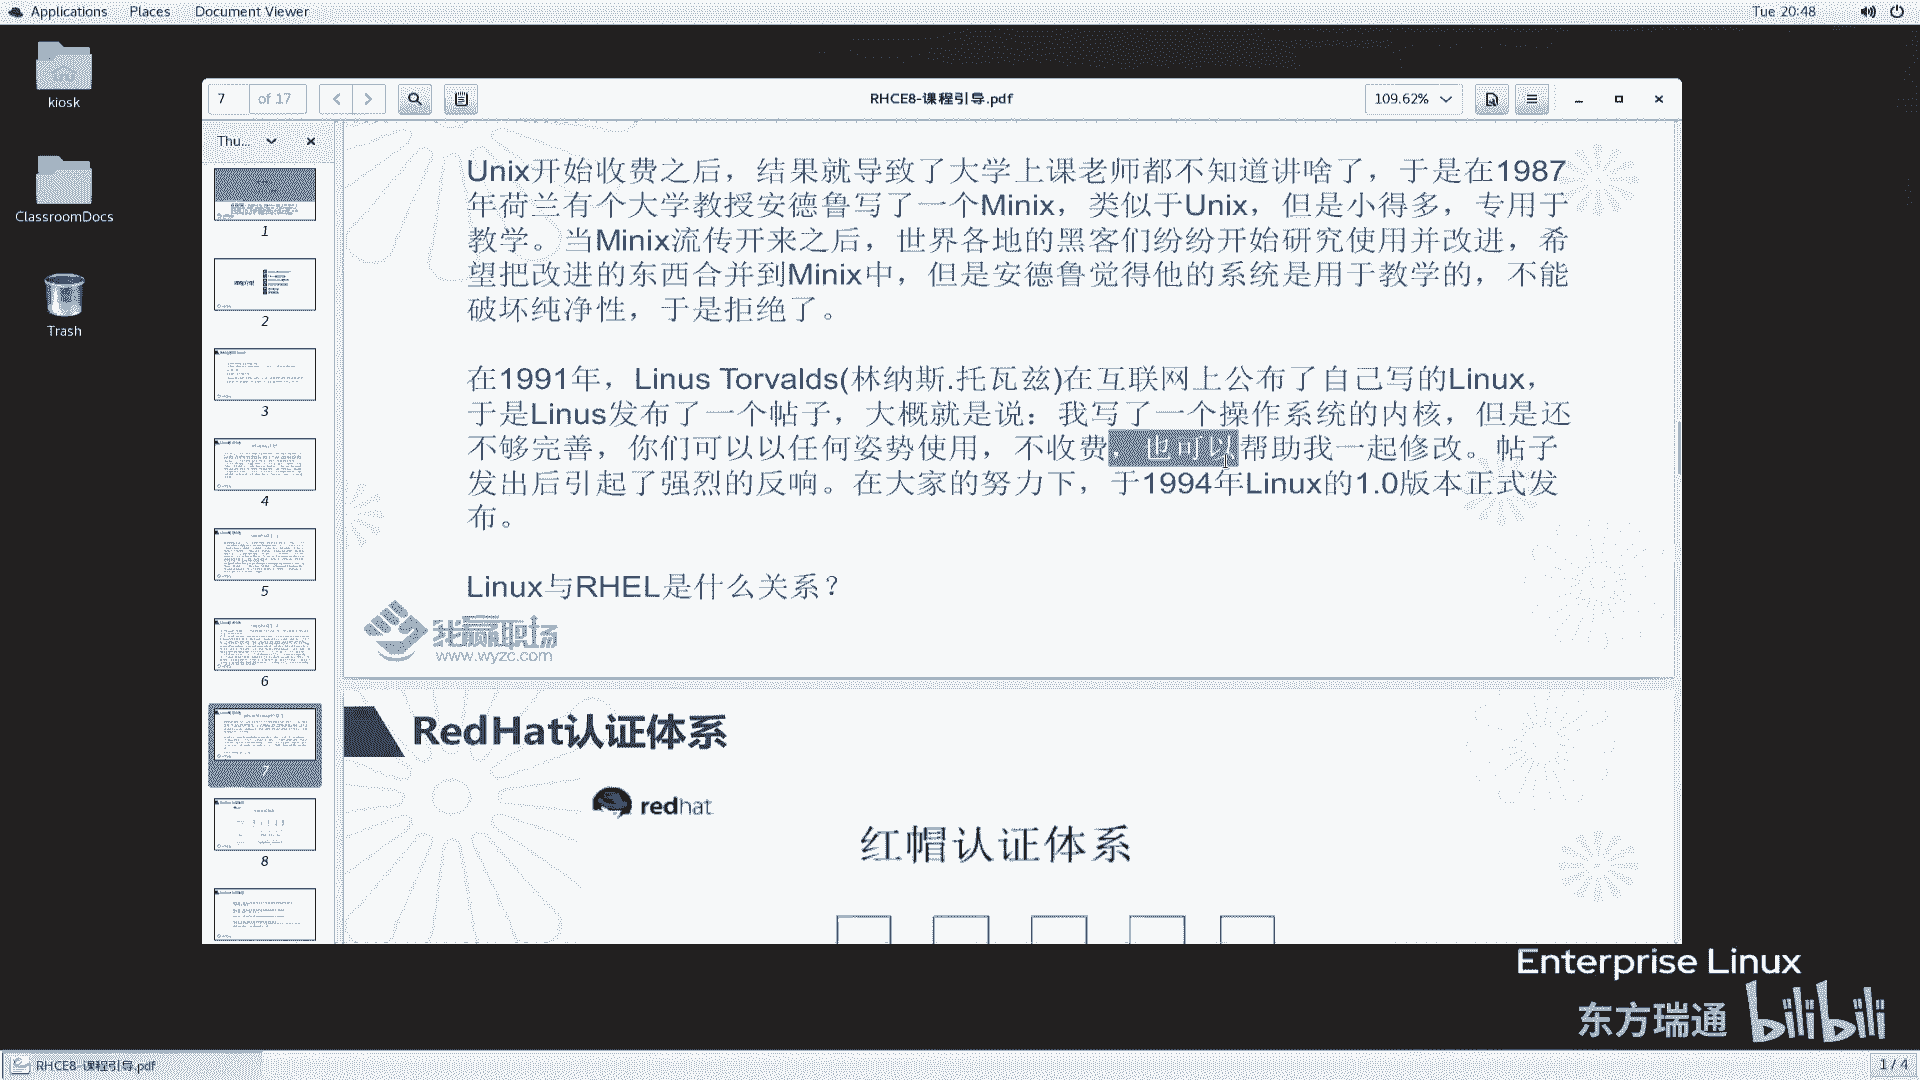 Applications Places Document Viewer Tue 20:48
kiosk
ClassroomDocs
Trash
7 of 17 RHCE8-课程引导.pdf 109.62%
Thu...
1
2
3
4
5
6
7
8
Unix开始收费之后，结果就导致了大学上课老师都不知道讲啥了，于是在1987
年荷兰有个大学教授安德鲁写了一个Minix，类似于Unix，但是小得多，专用于
教学。当Minix流传开来之后，世界各地的黑客们纷纷开始研究使用并改进，希
望把改进的东西合并到Minix中，但是安德鲁觉得他的系统是用于教学的，不能
破坏纯净性，于是拒绝了。
在1991年，Linus Torvalds(林纳斯.托瓦兹)在互联网上公布了自己写的Linux，
于是Linus发布了一个帖子，大概就是说：我写了一个操作系统的内核，但是还
不够完善，你们可以以任何姿势使用，不收费，也可以帮助我一起修改。帖子
发出后引起了强烈的反响。在大家的努力下，于1994年Linux的1.0版本正式发
布。
Linux与RHEL是什么关系？
我赢职场
www.wyzc.com
RedHat认证体系
redhat
红帽认证体系
Enterprise Linux
东方瑞通 bilibili
RHCE8-课程引导.pdf 1 / 4